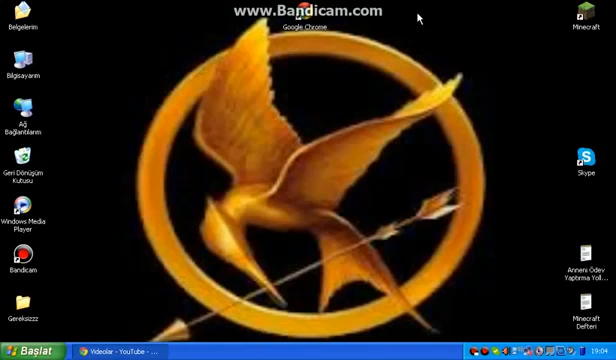 www.Bandicam.com
Belgelerim
Google Chrome
Minecraft
Bilgisayarım
Ağ
Bağlantılarım
Geri Dönüşüm
Kutusu
Skype
Windows Media
Player
Bandicam
Anneni Ödev
Yaptırma Yoll...
Gereksizzz
Minecraft
Defteri
Başlat
Videolar - YouTube - ...
19:04